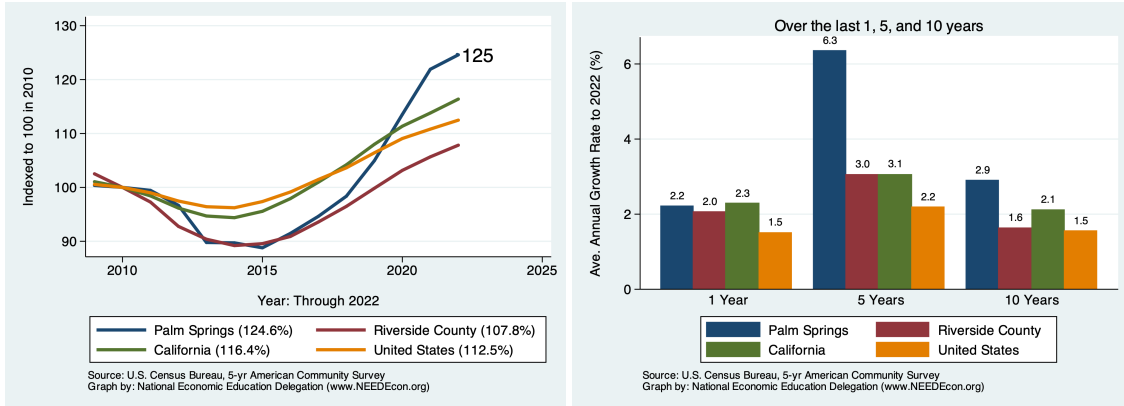 Indexed to 100 in 2010
130
120
110
100
90
125
2010
2015
2020
2025
Year: Through 2022
Palm Springs (124.6%)
Riverside County (107.8%)
California (116.4%)
United States (112.5%)
Source: U.S. Census Bureau, 5-yr American Community Survey
Graph by: National Economic Education Delegation (www.NEEDEcon.org)
Over the last 1, 5, and 10 years
Ave. Annual Growth Rate to 2022 (%)
6
4
2
0
2.2
2.0
2.3
1.5
6.3
3.0
3.1
2.2
2.9
1.6
2.1
1.5
1 Year
5 Years
10 Years
Palm Springs
Riverside County
California
United States
Source: U.S. Census Bureau, 5-yr American Community Survey
Graph by: National Economic Education Delegation (www.NEEDEcon.org)